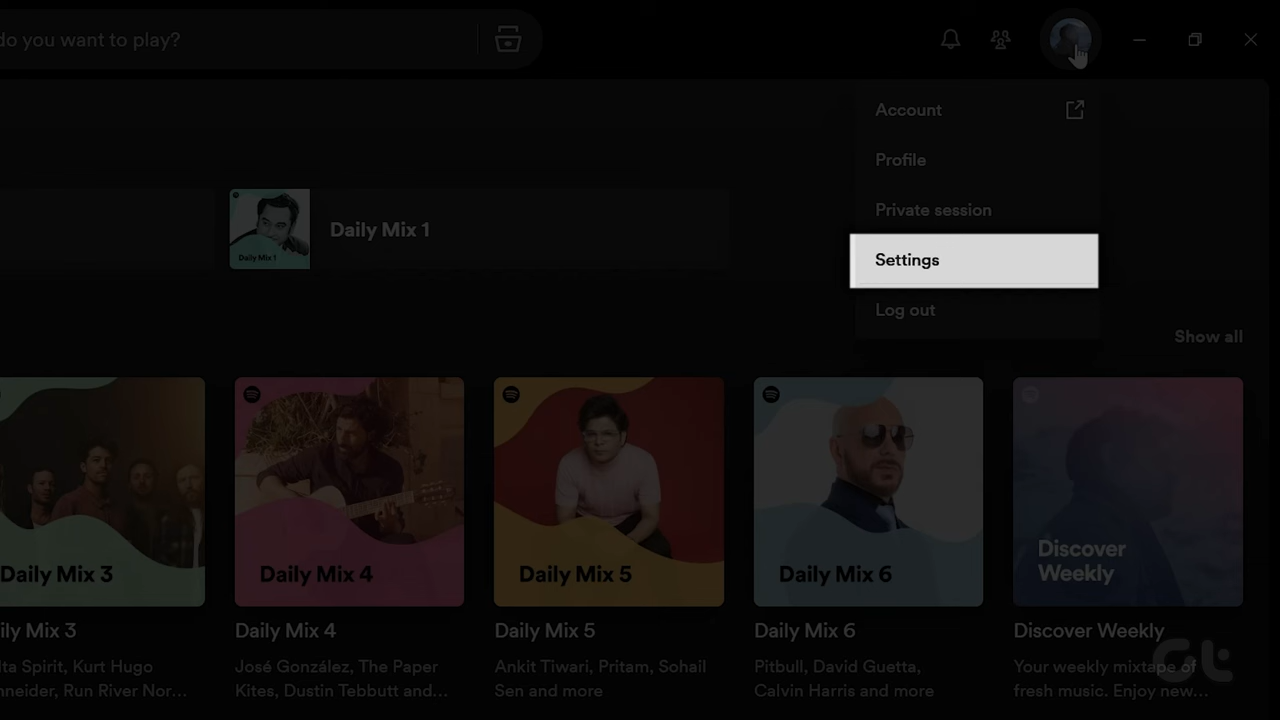 do you want to play?
Account
Profile
Private session
Settings
Log out
Daily Mix 1
Daily Mix 1
Show all
Daily Mix 3
Daily Mix 4
Daily Mix 5
Daily Mix 6
Discover
Weekly
ily Mix 3
lta Spirit, Kurt Hugo
hneider, Run River Nor...
Daily Mix 4
José González, The Paper
Kites, Dustin Tebbutt and...
Daily Mix 5
Ankit Tiwari, Pritam, Sohail
Sen and more
Daily Mix 6
Pitbull, David Guetta,
Calvin Harris and more
Discover Weekly
Your weekly mixtape of
fresh music. Enjoy new...
Gt